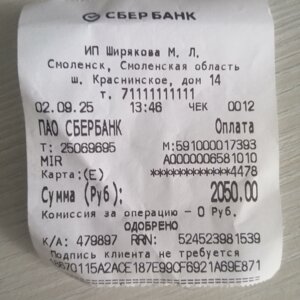 СБЕРБАНК
ИП Ширякова М. Л.
Смоленск, Смоленская область
ш. Краснинское, дом 14
т. 71111111111
02.09.25 13:46 ЧЕК 0012
ПАО СБЕРБАНК Оплата
Т: 25069695 М:591000017393
MIR A0000006581010
Карта:(E) ************4478
Сумма (Руб): 2050.00
Комиссия за операцию – 0 Руб.
ОДОБРЕНО
К/А: 479897 RRN: 524523981539
Подпись клиента не требуется
18670115A2ACE187E99CF6921A69E871